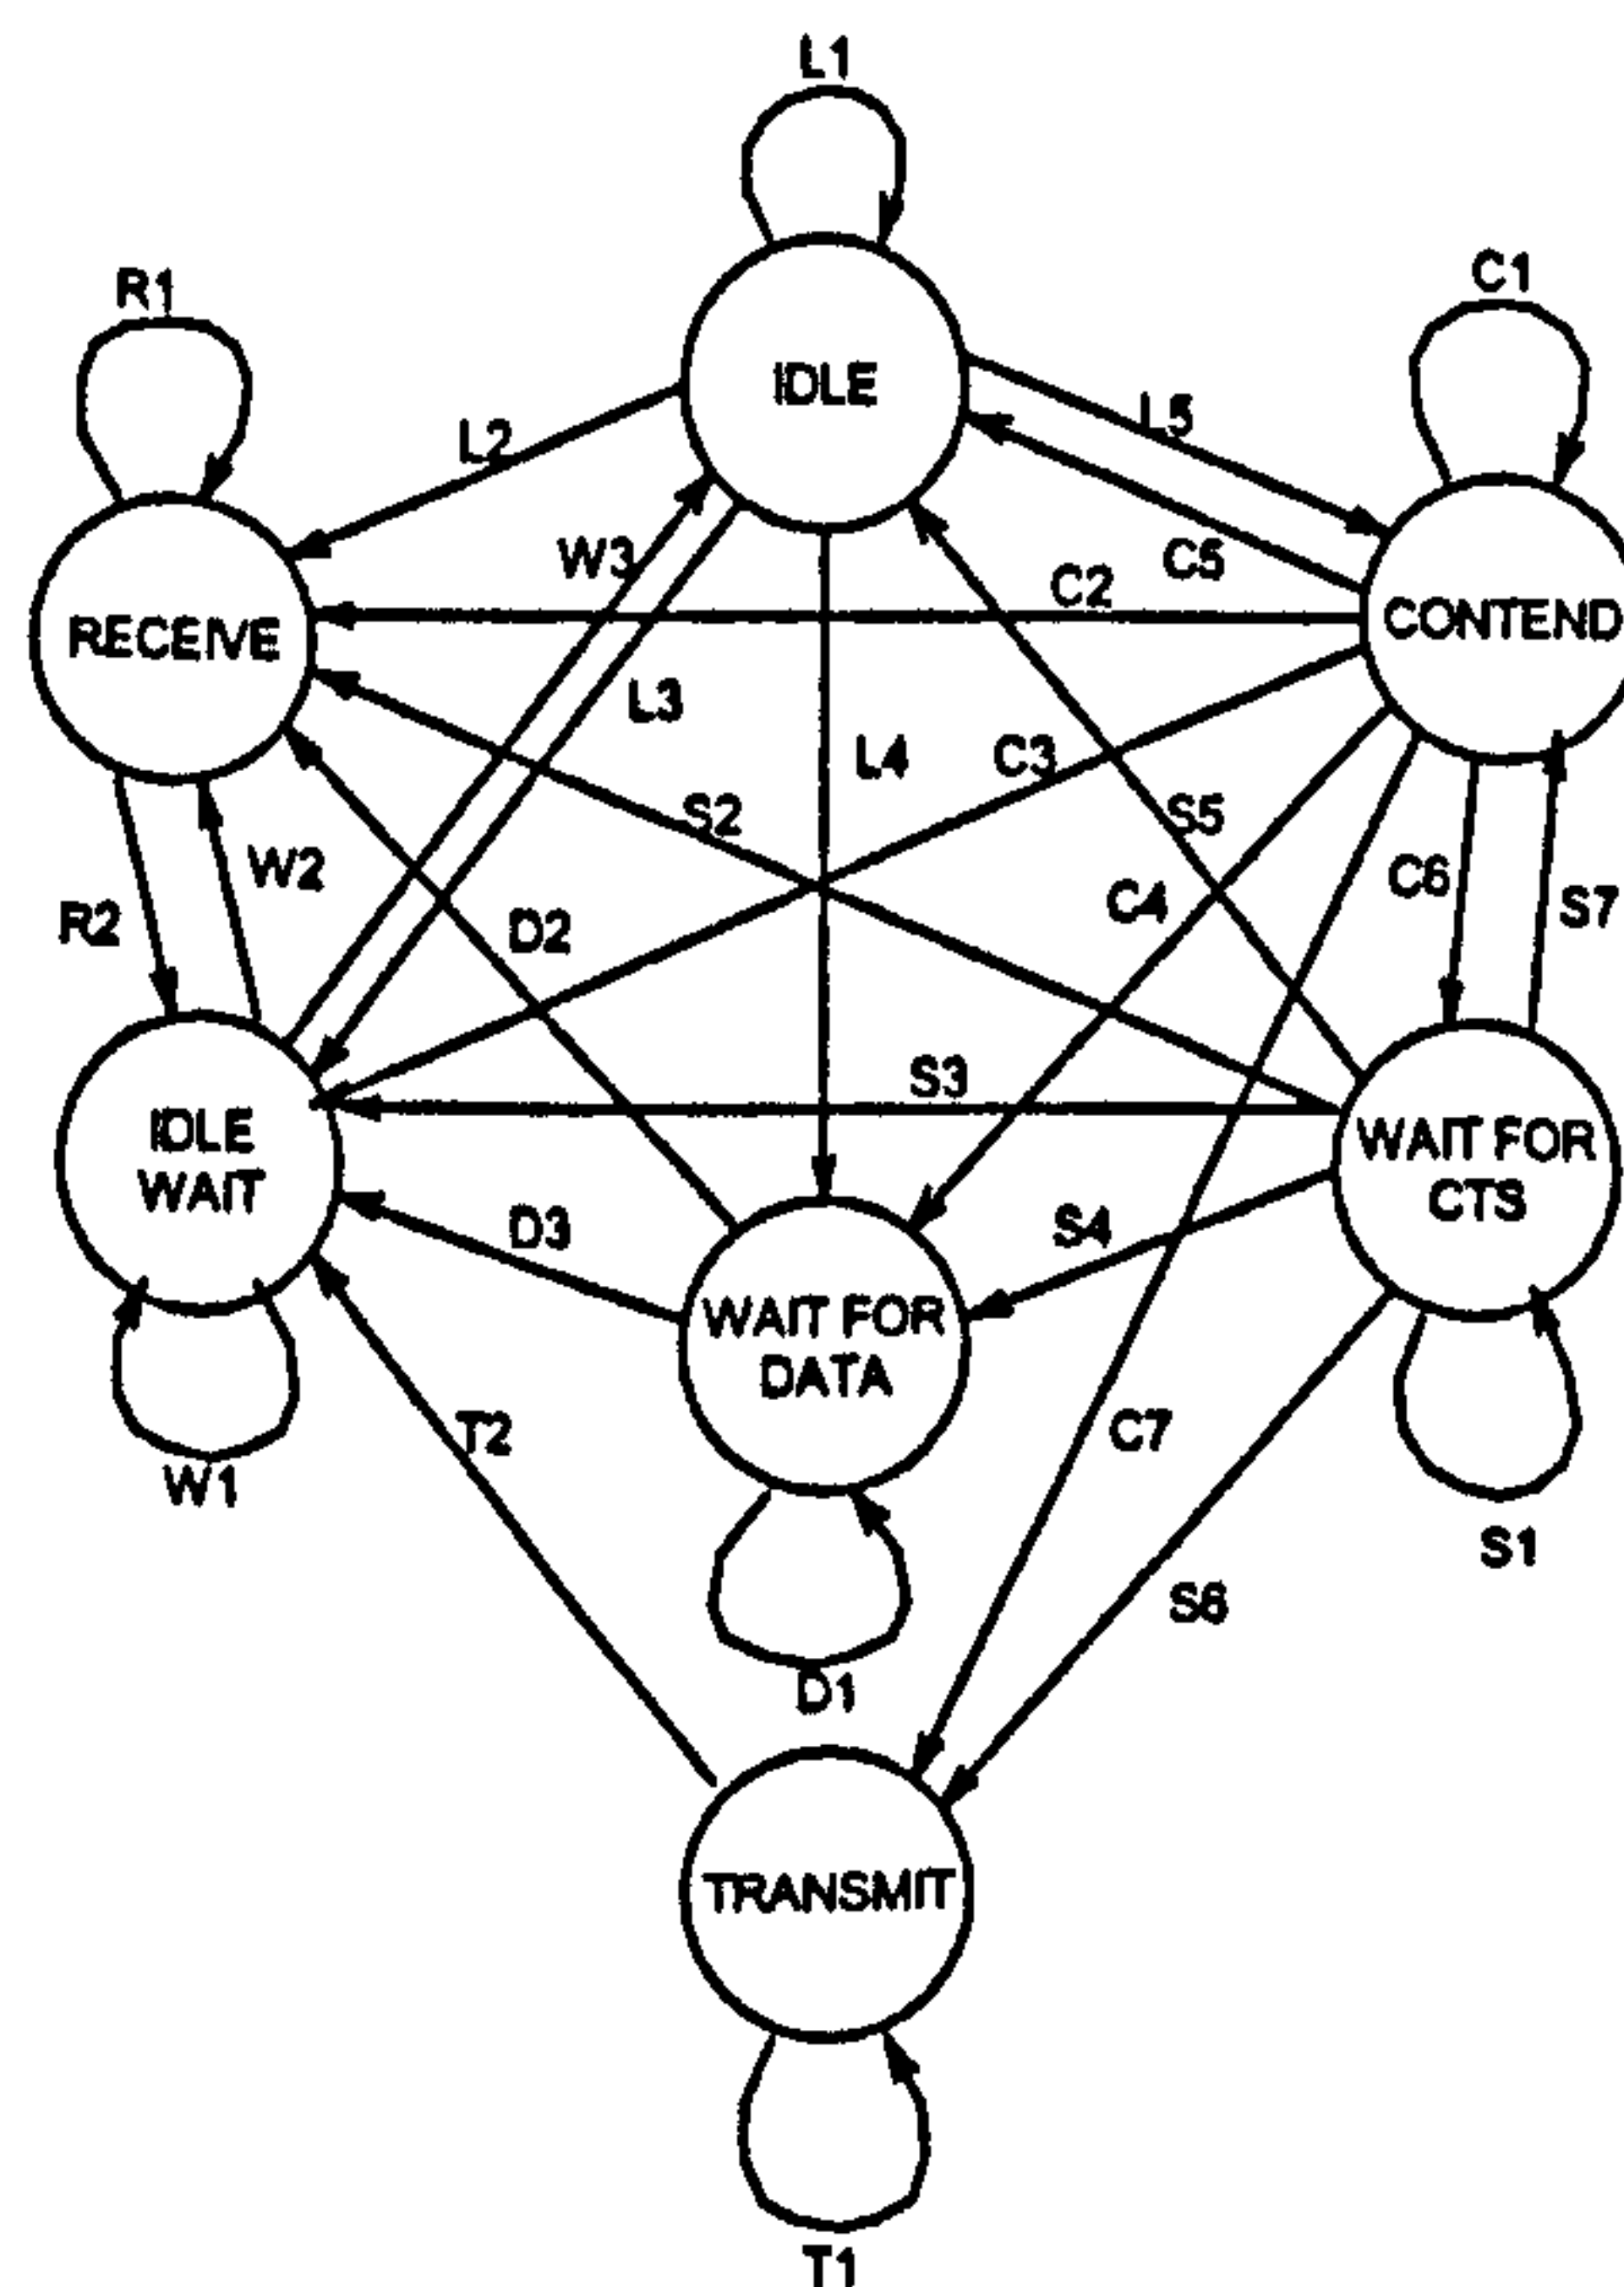 L1
R1
C1
IDLE
L2
L5
W3
C5
C2
RECEIVE
CONTEND
L3
L4
C3
S2
S5
W2
C6
C4
R2
D2
S7
S3
IDLE
WAIT
WAIT FOR
CTS
D3
S4
WAIT FOR
DATA
T2
C7
W1
S1
S6
D1
TRANSMIT
T1